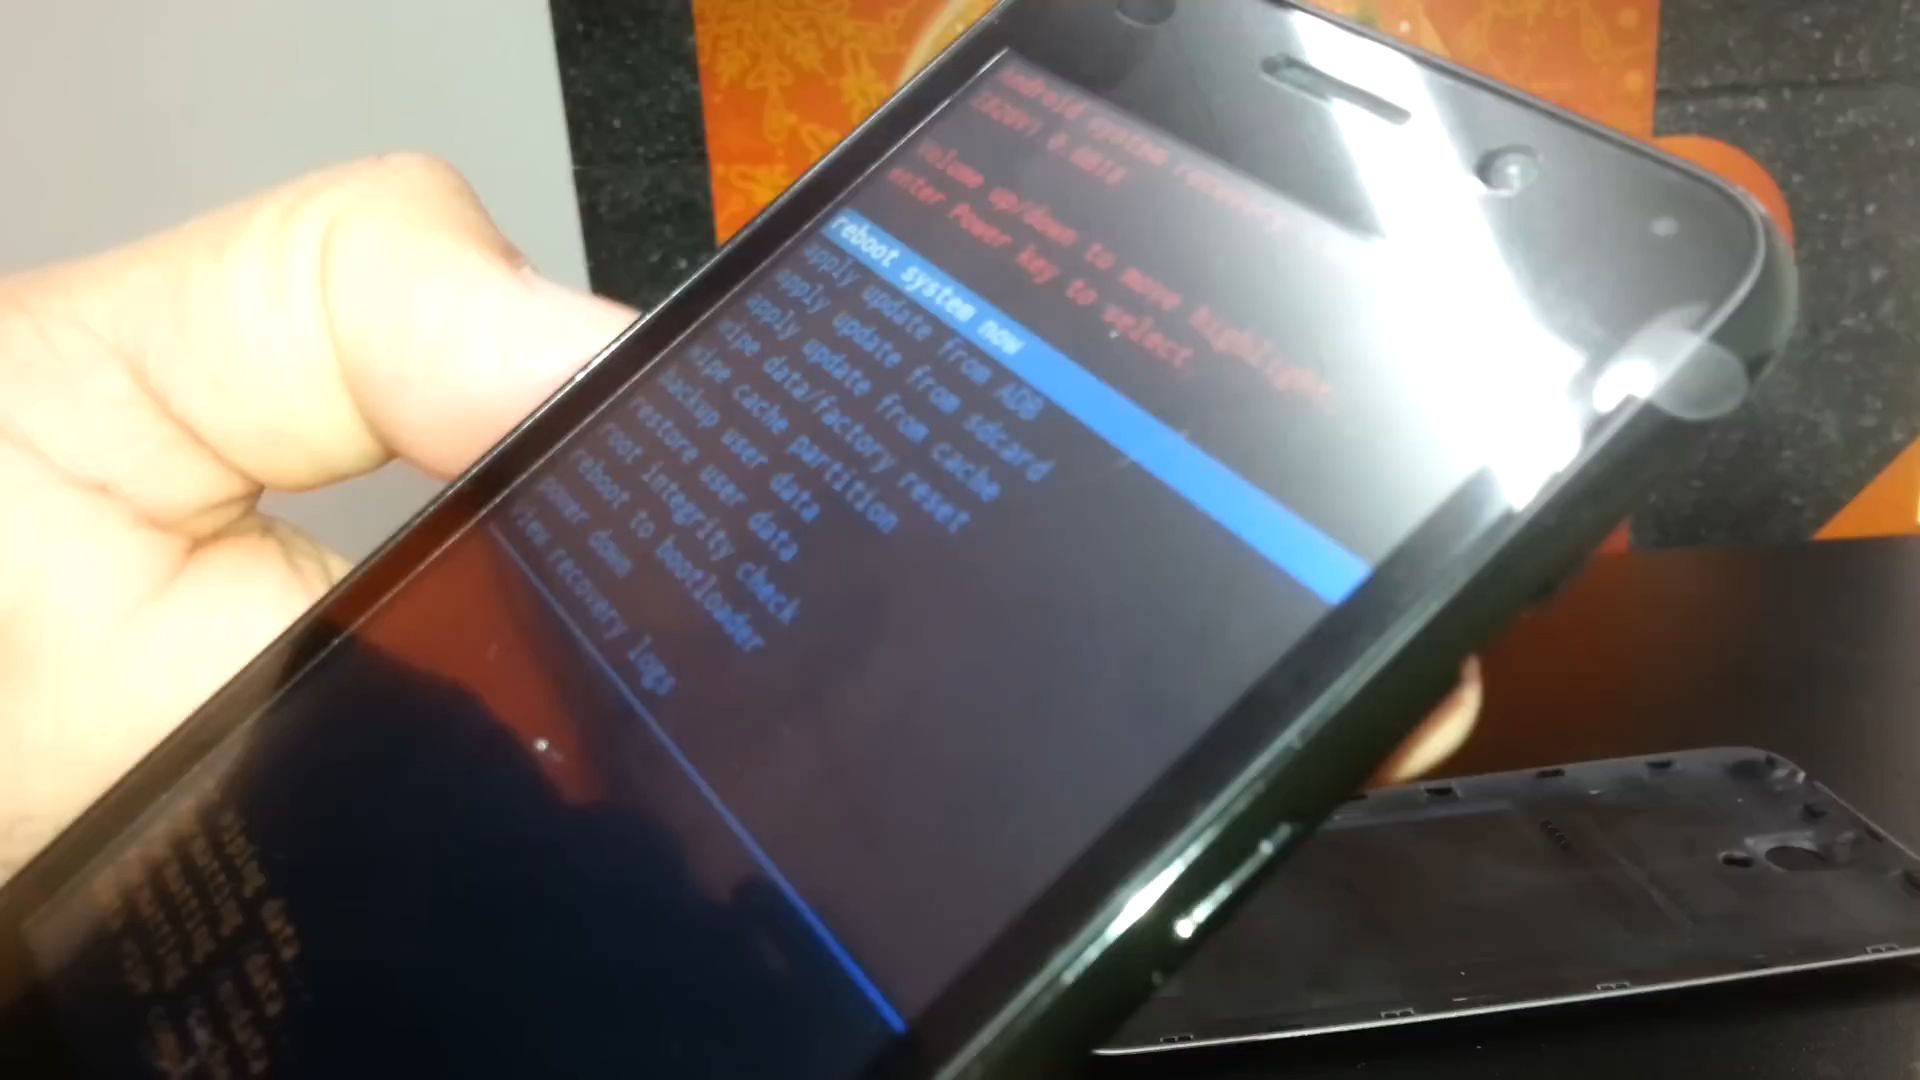 android system recovery
volume up/down to move highlight;
enter Power key to select.
reboot system now
apply update from ADB
apply update from sdcard
apply update from cache
wipe data/factory reset
wipe cache partition
backup user data
restore user data
root integrity check
reboot to bootloader
power down
view recovery logs
wiping data